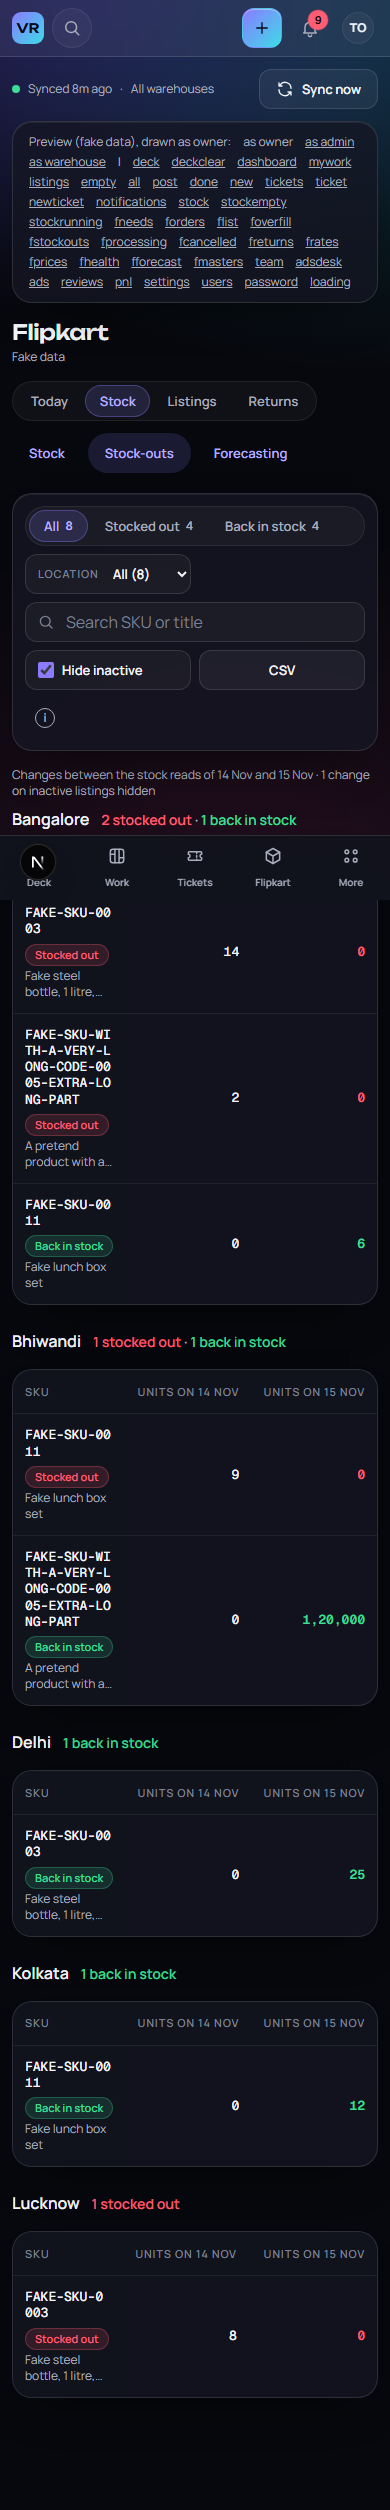 VR
9
TO
Synced 8m ago · All warehouses
Sync now
Preview (fake data), drawn as owner: as owner as admin
as warehouse | deck deckclear dashboard mywork
listings empty all post done new tickets ticket
newticket notifications stock stockempty
stockrunning fneeds forders flist foverfill
fstockouts fprocessing fcancelled freturns frates
fprices fhealth fforecast fmasters team adsdesk
ads reviews pnl settings users password loading
Flipkart
Fake data
Today Stock Listings Returns
Stock Stock-outs Forecasting
All 8 Stocked out 4 Back in stock 4
LOCATION All (8)
Search SKU or title
Hide inactive CSV
i
Changes between the stock reads of 14 Nov and 15 Nov · 1 change
on inactive listings hidden
Bangalore 2 stocked out · 1 back in stock
N
Deck Work Tickets Flipkart More
FAKE-SKU-00
03
Stocked out
14 0
Fake steel
bottle, 1 litre,…
FAKE-SKU-WI
TH-A-VERY-L
ONG-CODE-00
05-EXTRA-LO
NG-PART
2 0
Stocked out
A pretend
product with a…
FAKE-SKU-00
11
Back in stock
0 6
Fake lunch box
set
Bhiwandi 1 stocked out · 1 back in stock
SKU UNITS ON 14 NOV UNITS ON 15 NOV
FAKE-SKU-00
11
Stocked out
9 0
Fake lunch box
set
FAKE-SKU-WI
TH-A-VERY-L
ONG-CODE-00
05-EXTRA-LO
NG-PART
0 1,20,000
Back in stock
A pretend
product with a…
Delhi 1 back in stock
SKU UNITS ON 14 NOV UNITS ON 15 NOV
FAKE-SKU-00
03
Back in stock
0 25
Fake steel
bottle, 1 litre,…
Kolkata 1 back in stock
SKU UNITS ON 14 NOV UNITS ON 15 NOV
FAKE-SKU-00
11
Back in stock
0 12
Fake lunch box
set
Lucknow 1 stocked out
SKU UNITS ON 14 NOV UNITS ON 15 NOV
FAKE-SKU-0
003
Stocked out
8 0
Fake steel
bottle, 1 litre,…